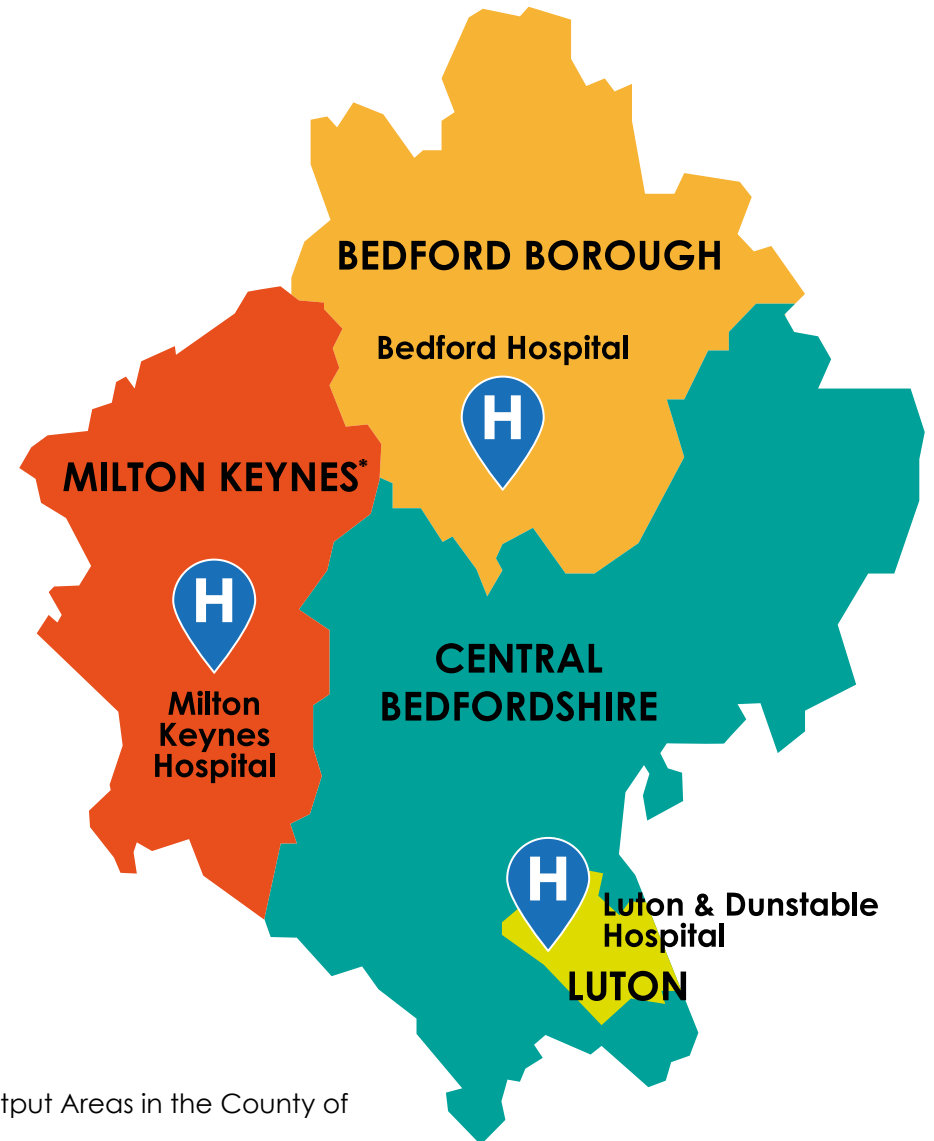 BEDFORD BOROUGH
Bedford Hospital
H
MILTON KEYNES*
H
Milton
Keynes
Hospital
CENTRAL
BEDFORDSHIRE
H
Luton & Dunstable
Hospital
LUTON
tput Areas in the County of